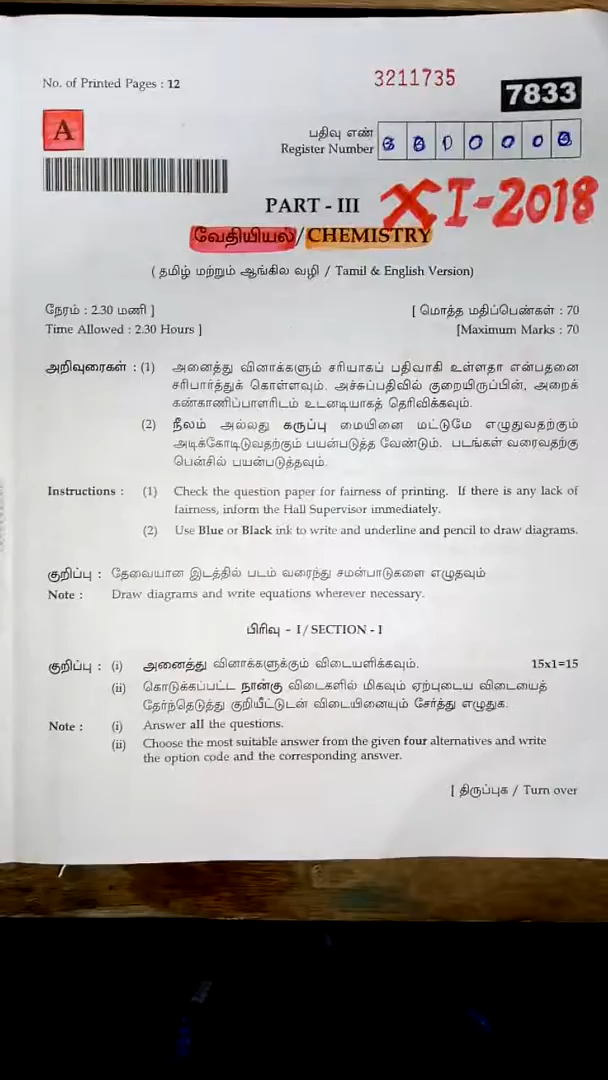 No. of Printed Pages : 12
3211735
7833
A
பதிவு எண்
Register Number
PART - III
XI-2018
வேதியியல் / CHEMISTRY
( தமிழ் மற்றும் ஆங்கில வழி / Tamil & English Version)
நேரம் : 2.30 மணி ]
[ மொத்த மதிப்பெண்கள் : 70
Time Allowed : 2.30 Hours ]
[Maximum Marks : 70
அறிவுரைகள் : (1) அனைத்து வினாக்களும் சரியாகப் பதிவாகி உள்ளதா என்பதனை
சரிபார்த்துக் கொள்ளவும். அச்சுப்பதிவில் குறையிருப்பின், அறைக்
கண்காணிப்பாளரிடம் உடனடியாகத் தெரிவிக்கவும்.
(2) நீலம் அல்லது கருப்பு மையினை மட்டுமே எழுதுவதற்கும்
அடிக்கோடிடுவதற்கும் பயன்படுத்த வேண்டும். படங்கள் வரைவதற்கு
பென்சில் பயன்படுத்தவும்.
Instructions : (1) Check the question paper for fairness of printing. If there is any lack of
fairness, inform the Hall Supervisor immediately.
(2) Use Blue or Black ink to write and underline and pencil to draw diagrams.
குறிப்பு : தேவையான இடத்தில் படம் வரைந்து சமன்பாடுகளை எழுதவும்
Note : Draw diagrams and write equations wherever necessary.
பிரிவு - I / SECTION - I
குறிப்பு : (i) அனைத்து வினாக்களுக்கும் விடையளிக்கவும். 15x1=15
(ii) கொடுக்கப்பட்ட நான்கு விடைகளில் மிகவும் ஏற்புடைய விடையைத்
தேர்ந்தெடுத்து குறியீட்டுடன் விடையினையும் சேர்த்து எழுதுக.
Note : (i) Answer all the questions.
(ii) Choose the most suitable answer from the given four alternatives and write
the option code and the corresponding answer.
[ திருப்புக / Turn over